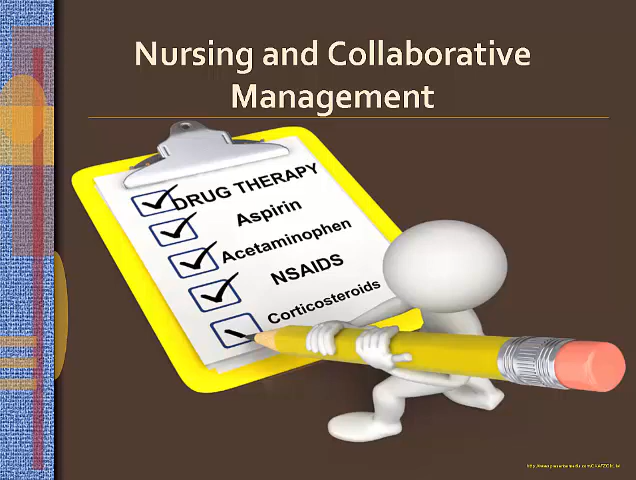 Nursing and Collaborative
Management
DRUG THERAPY
Aspirin
Acetaminophen
NSAIDS
Corticosteroids